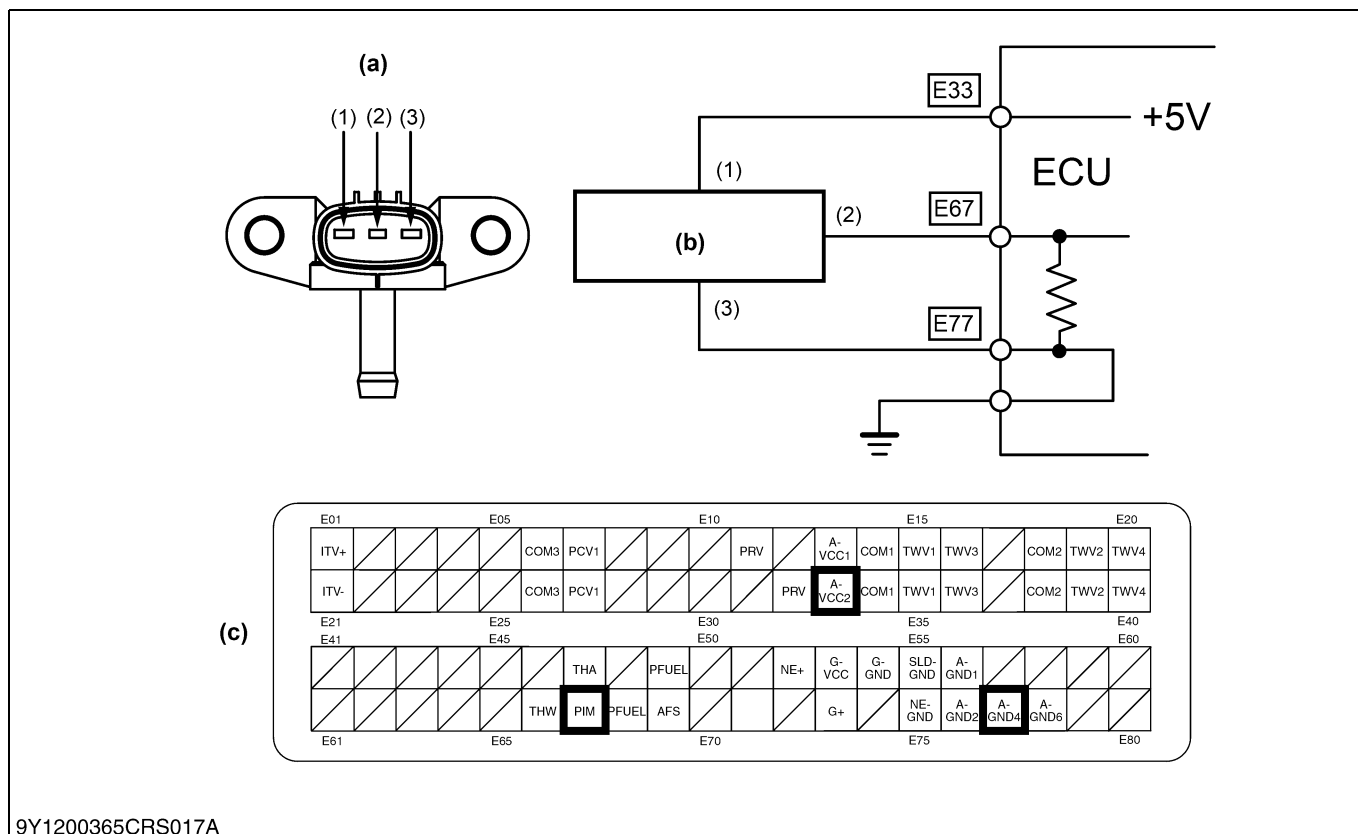 (a)
(1) (2) (3)
E33
+5V
(1)
ECU
E67
(2)
(b)
(3)
E77
E01 E05 E10 E15 E20
ITV+ COM3 PCV1 PRV A-VCC1 COM1 TWV1 TWV3 COM2 TWV2 TWV4
ITV- COM3 PCV1 PRV A-VCC2 COM1 TWV1 TWV3 COM2 TWV2 TWV4
E21 E25 E30 E35 E40
(c)
E41 E45 E50 E55 E60
THA PFUEL NE+ G-VCC G-GND SLD-GND A-GND1
THW PIM PFUEL AFS G+ NE-GND A-GND2 A-GND4 A-GND6
E61 E65 E70 E75 E80
9Y1200365CRS017A